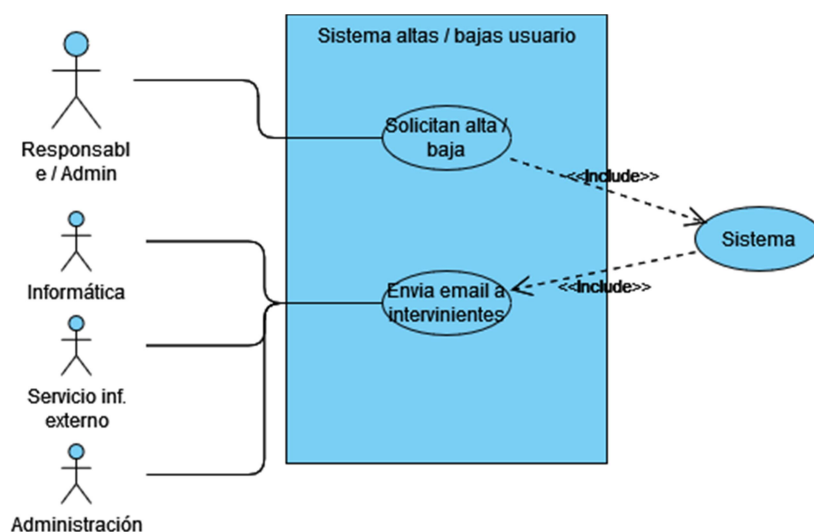 Sistema altas / bajas usuario
Responsabl
e / Admin
Solicitan alta /
baja
<<Include>>
Sistema
Informática
Envia email a
intervinientes
<<Include>>
Servicio inf.
externo
Administración